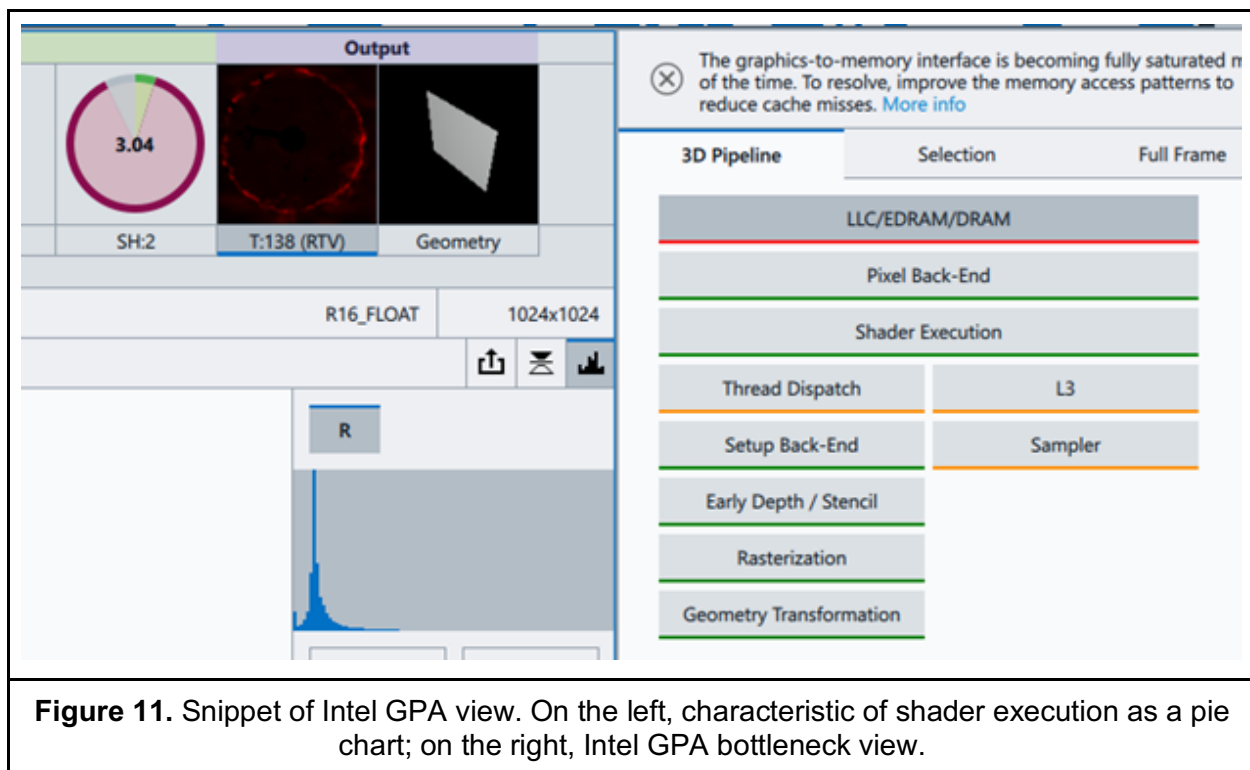 Output
3.04
SH:2
T:138 (RTV)
Geometry
R16_FLOAT
1024x1024
R
The graphics-to-memory interface is becoming fully saturated
of the time. To resolve, improve the memory access patterns to
reduce cache misses. More info
3D Pipeline
Selection
Full Frame
LLC/EDRAM/DRAM
Pixel Back-End
Shader Execution
Thread Dispatch
L3
Setup Back-End
Sampler
Early Depth / Stencil
Rasterization
Geometry Transformation
Figure 11. Snippet of Intel GPA view. On the left, characteristic of shader execution as a pie
chart; on the right, Intel GPA bottleneck view.